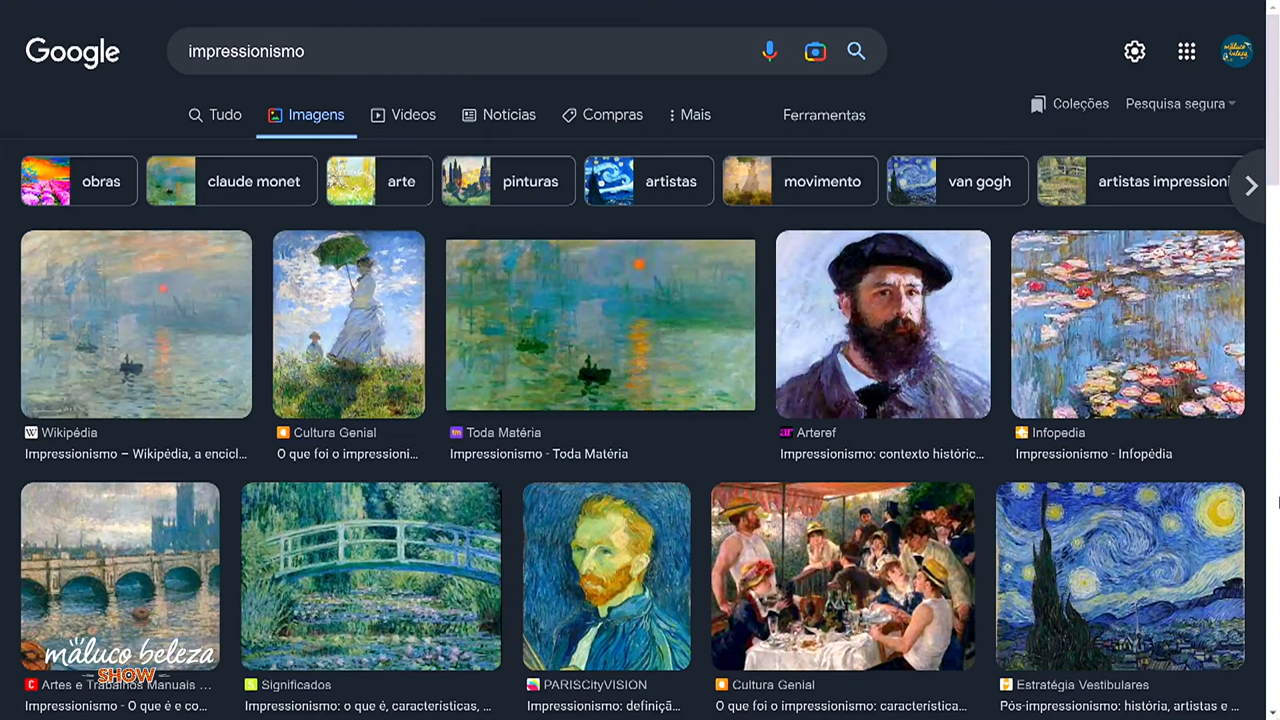 Google
impressionismo
Tudo
Imagens
Vídeos
Notícias
Compras
Mais
Ferramentas
Coleções
Pesquisa segura
obras
claude monet
arte
pinturas
artistas
movimento
van gogh
artistas impressioni
Wikipédia
Impressionismo – Wikipédia, a encicl...
Cultura Genial
O que foi o impressioni...
Toda Matéria
Impressionismo - Toda Matéria
Arteref
Impressionismo: contexto históric...
Infopedia
Impressionismo - Infopédia
maluco beleza
SHOW
Artes e Trabalhos Manuais ...
Impressionismo - O que é e co...
Significados
Impressionismo: o que é, características, ...
PARISCityVISION
Impressionismo: definiçã...
Cultura Genial
O que foi o impressionismo: característica...
Estratégia Vestibulares
Pós-impressionismo: história, artistas e ...